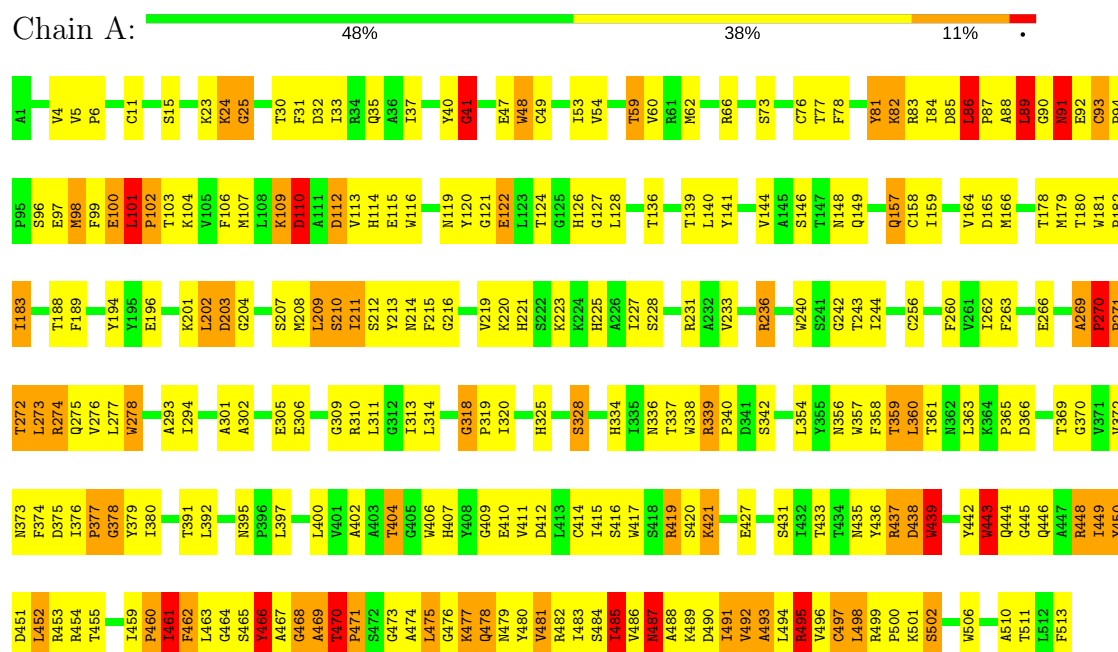 Chain A:
48% 38% 11% •
A1 V4 V5 P6 C11 S15 K23 K24 G25 T30 F31 D32 I33 R34 Q35 A36 I37 Y40 G41 E47 W48 C49 I53 V54 T59 V60 R61 M62 R66 S73 C76 T77 F78 Y81 K82 R83 I84 D85 L86 P87 A88 L89 G90 N91 E92 C93 P94
P95 S96 E97 M98 F99 E100 L101 P102 T103 K104 V105 F106 M107 L108 K109 D110 A111 D112 V113 H114 E115 W116 N119 Y120 G121 E122 L123 T124 G125 H126 G127 L128 T136 T139 L140 Y141 V144 A145 S146 T147 N148 Q149 Q157 C158 I159 V164 D165 M166 T178 M179 T180 W181 P182
I183 T188 F189 Y194 Y195 E196 K201 L202 D203 G204 S207 M208 L209 S210 I211 S212 Y213 N214 F215 G216 V219 K220 H221 S222 K223 K224 H225 A226 I227 S228 R231 A232 V233 R236 W240 S241 G242 T243 I244 C256 F260 V261 I262 F263 E266 A269 P270 P271
T272 L273 R274 Q275 V276 L277 W278 A293 I294 A301 A302 E305 E306 G309 R310 L311 G312 I313 L314 G318 P319 I320 H325 S328 H334 I335 N336 T337 W338 R339 P340 D341 S342 L354 Y355 N356 W357 F358 T359 L360 T361 N362 L363 K364 P365 D366 T369 G370 V371 V372
N373 F374 D375 I376 P377 G378 Y379 I380 T391 L392 N395 P396 L397 L400 V401 A402 A403 T404 G405 W406 H407 Y408 G409 E410 V411 D412 L413 C414 I415 S416 W417 S418 R419 S420 K421 E427 S431 I432 T433 T434 N435 Y436 R437 D438 W439 Y442 W443 Q444 G445 Q446 A447 R448 I449 Y450
D451 L452 R453 R454 T455 I459 P460 I461 F462 L463 G464 S465 Y466 A467 G468 A469 T470 P471 S472 G473 A474 L475 G476 K477 Q478 N479 Y480 V481 R482 I483 S484 I485 V486 N487 A488 K489 D490 I491 V492 A493 L494 R495 V496 C497 L498 R499 P500 K501 S502 W506 A510 T511 L512 F513